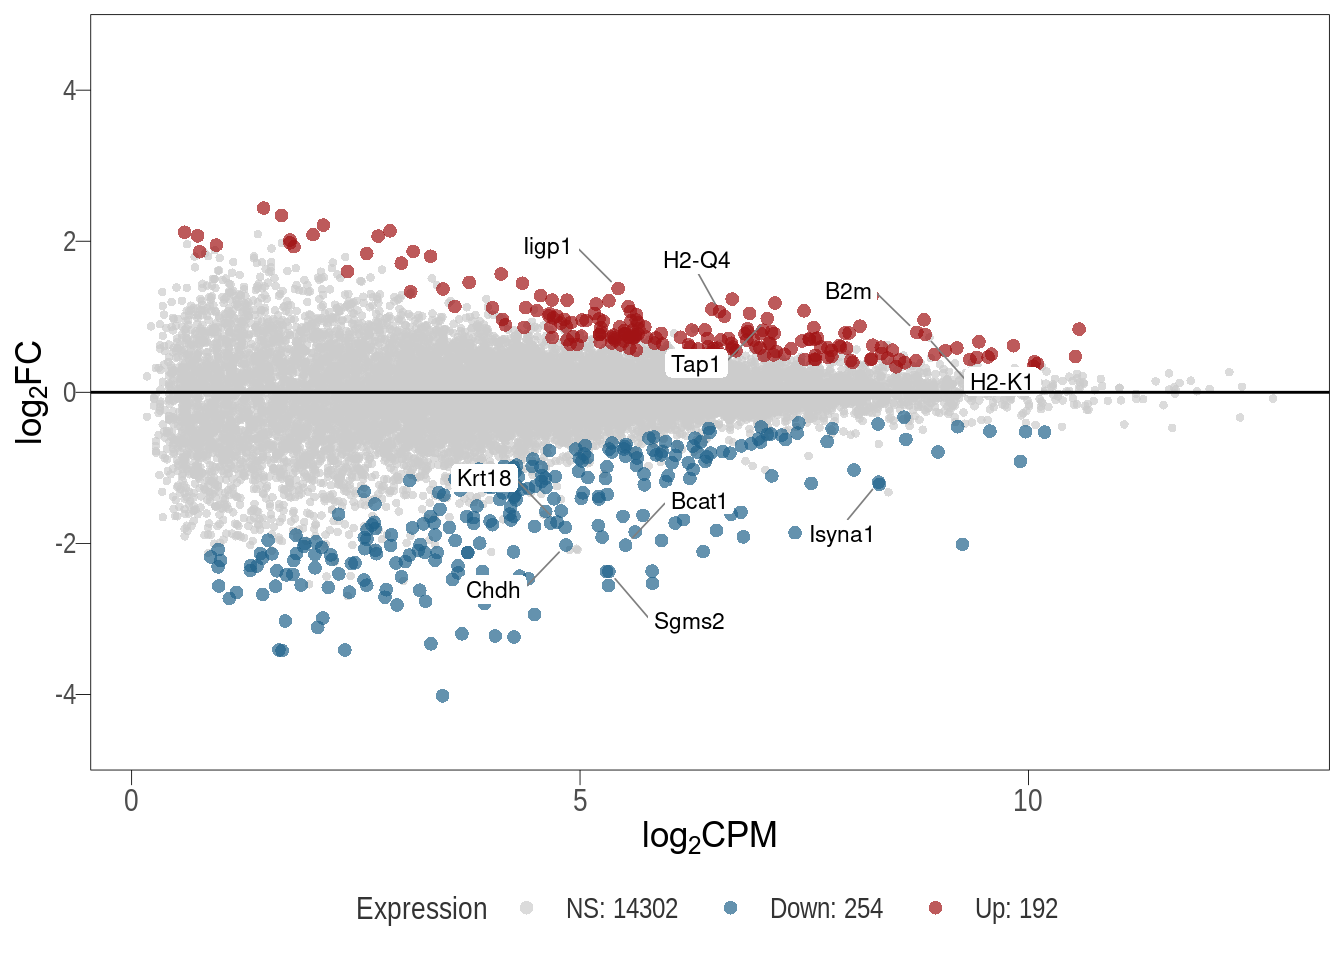 4
2
0
-2
-4
log2FC
Iigp1
H2-Q4
B2m
Tap1
H2-K1
Krt18
Bcat1
Isyna1
Chdh
Sgms2
0 5 10
log2CPM
Expression NS: 14302 Down: 254 Up: 192